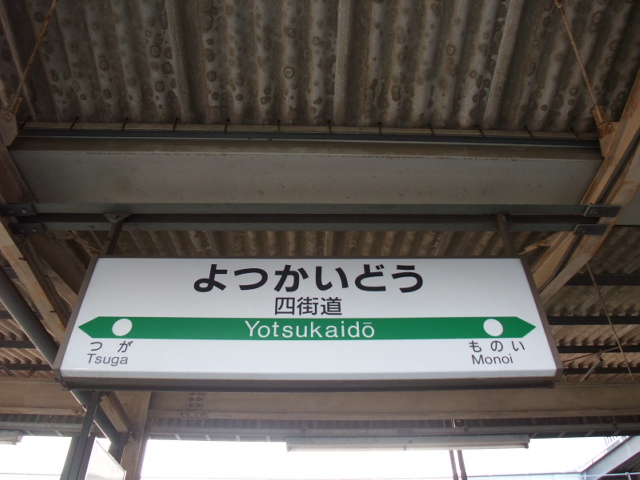 よつかいどう
四街道
Yotsukaidō
つが
Tsuga
ものい
Monoi